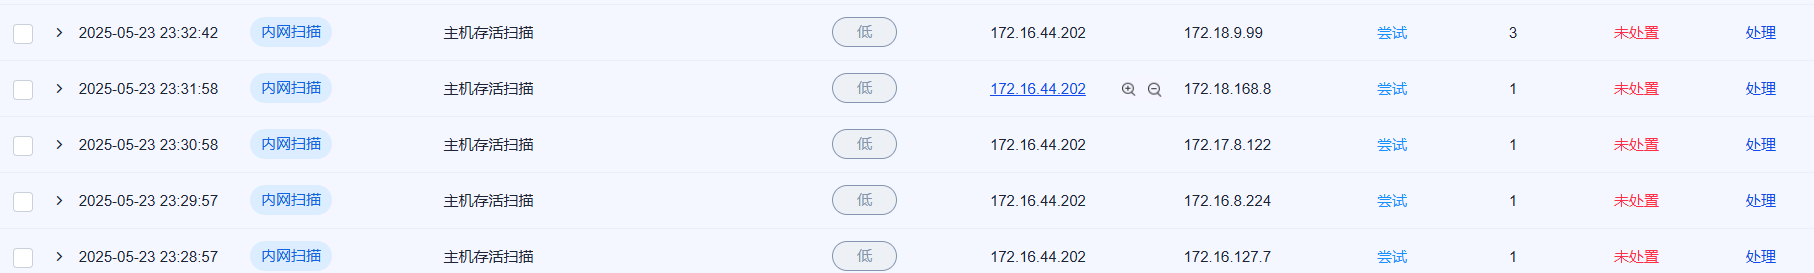 2025-05-23 23:32:42 内网扫描 主机存活扫描 低 172.16.44.202 172.18.9.99 尝试 3 未处置 处理
2025-05-23 23:31:58 内网扫描 主机存活扫描 低 172.16.44.202 172.18.168.8 尝试 1 未处置 处理
2025-05-23 23:30:58 内网扫描 主机存活扫描 低 172.16.44.202 172.17.8.122 尝试 1 未处置 处理
2025-05-23 23:29:57 内网扫描 主机存活扫描 低 172.16.44.202 172.16.8.224 尝试 1 未处置 处理
2025-05-23 23:28:57 内网扫描 主机存活扫描 低 172.16.44.202 172.16.127.7 尝试 1 未处置 处理